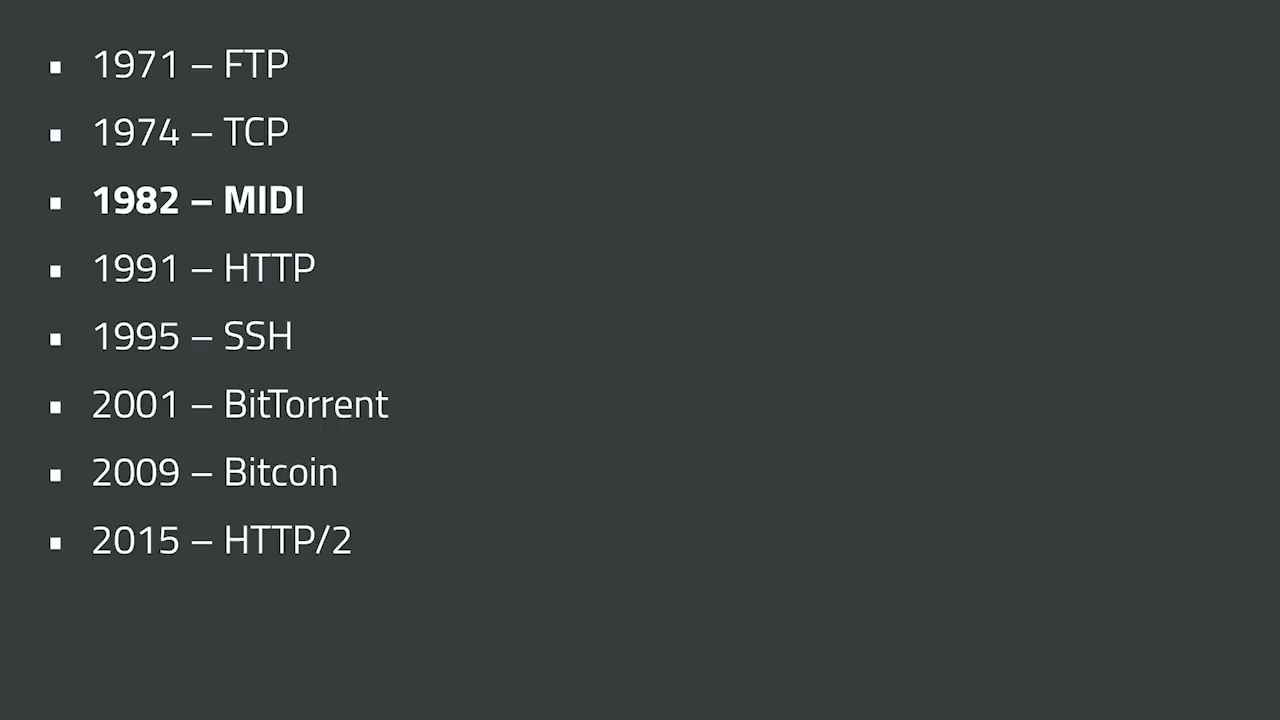 ▪ 1971 – FTP
▪ 1974 – TCP
▪ 1982 – MIDI
▪ 1991 – HTTP
▪ 1995 – SSH
▪ 2001 – BitTorrent
▪ 2009 – Bitcoin
▪ 2015 – HTTP/2